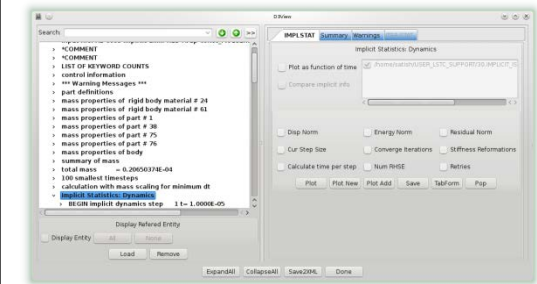 D3View
Search:
>>
*COMMENT
*COMMENT
LIST OF KEYWORD COUNTS
control information
*** Warning Messages ***
part definitions
mass properties of rigid body material # 24
mass properties of rigid body material # 61
mass properties of part # 1
mass properties of part # 38
mass properties of part # 75
mass properties of part # 76
mass properties of body
summary of mass
total mass = 0.20650374E-04
100 smallest timesteps
calculation with mass scaling for minimum dt
Implicit Statistics: Dynamics
BEGIN implicit dynamics step 1 t= 1.0000E-05
Display Refered Entity
Display Entity All None
Load Remove
IMPLSTAT Summary Warnings
Implicit Statistics: Dynamics
Plot as function of time
Compare implicit info
Disp Norm Energy Norm Residual Norm
Cur Step Size Converge Iterations Stiffness Reformations
Calculate time per step Num RHSE Retries
Plot Plot New Plot Add Save TabForm Pop
ExpandAll CollapseAll Save2XML Done